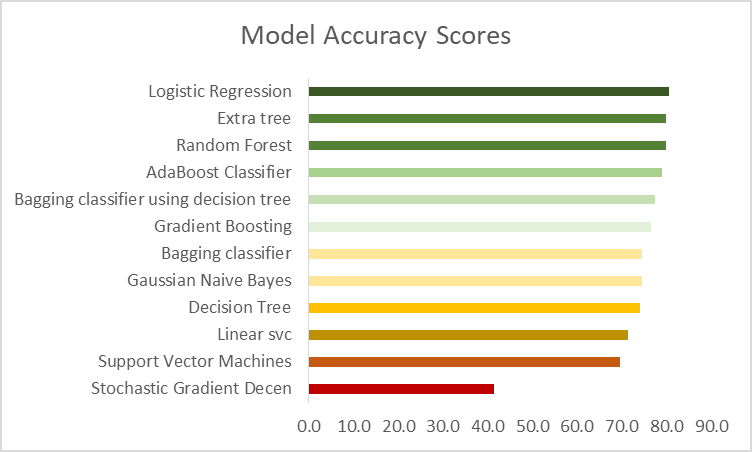 Model Accuracy Scores
Logistic Regression
Extra tree
Random Forest
AdaBoost Classifier
Bagging classifier using decision tree
Gradient Boosting
Bagging classifier
Gaussian Naive Bayes
Decision Tree
Linear svc
Support Vector Machines
Stochastic Gradient Decen
0.0 10.0 20.0 30.0 40.0 50.0 60.0 70.0 80.0 90.0